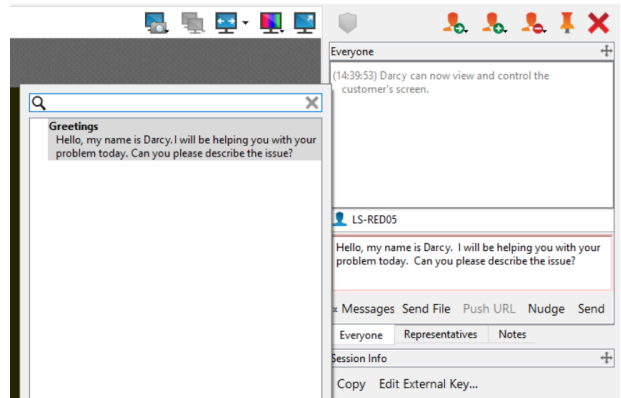 Everyone
(14:39:53) Darcy can now view and control the
customer's screen.
Greetings
Hello, my name is Darcy. I will be helping you with your
problem today. Can you please describe the issue?
LS-RED05
Hello, my name is Darcy. I will be helping you with your
problem today. Can you please describe the issue?
« Messages Send File Push URL Nudge Send
Everyone Representatives Notes
Session Info
Copy Edit External Key...